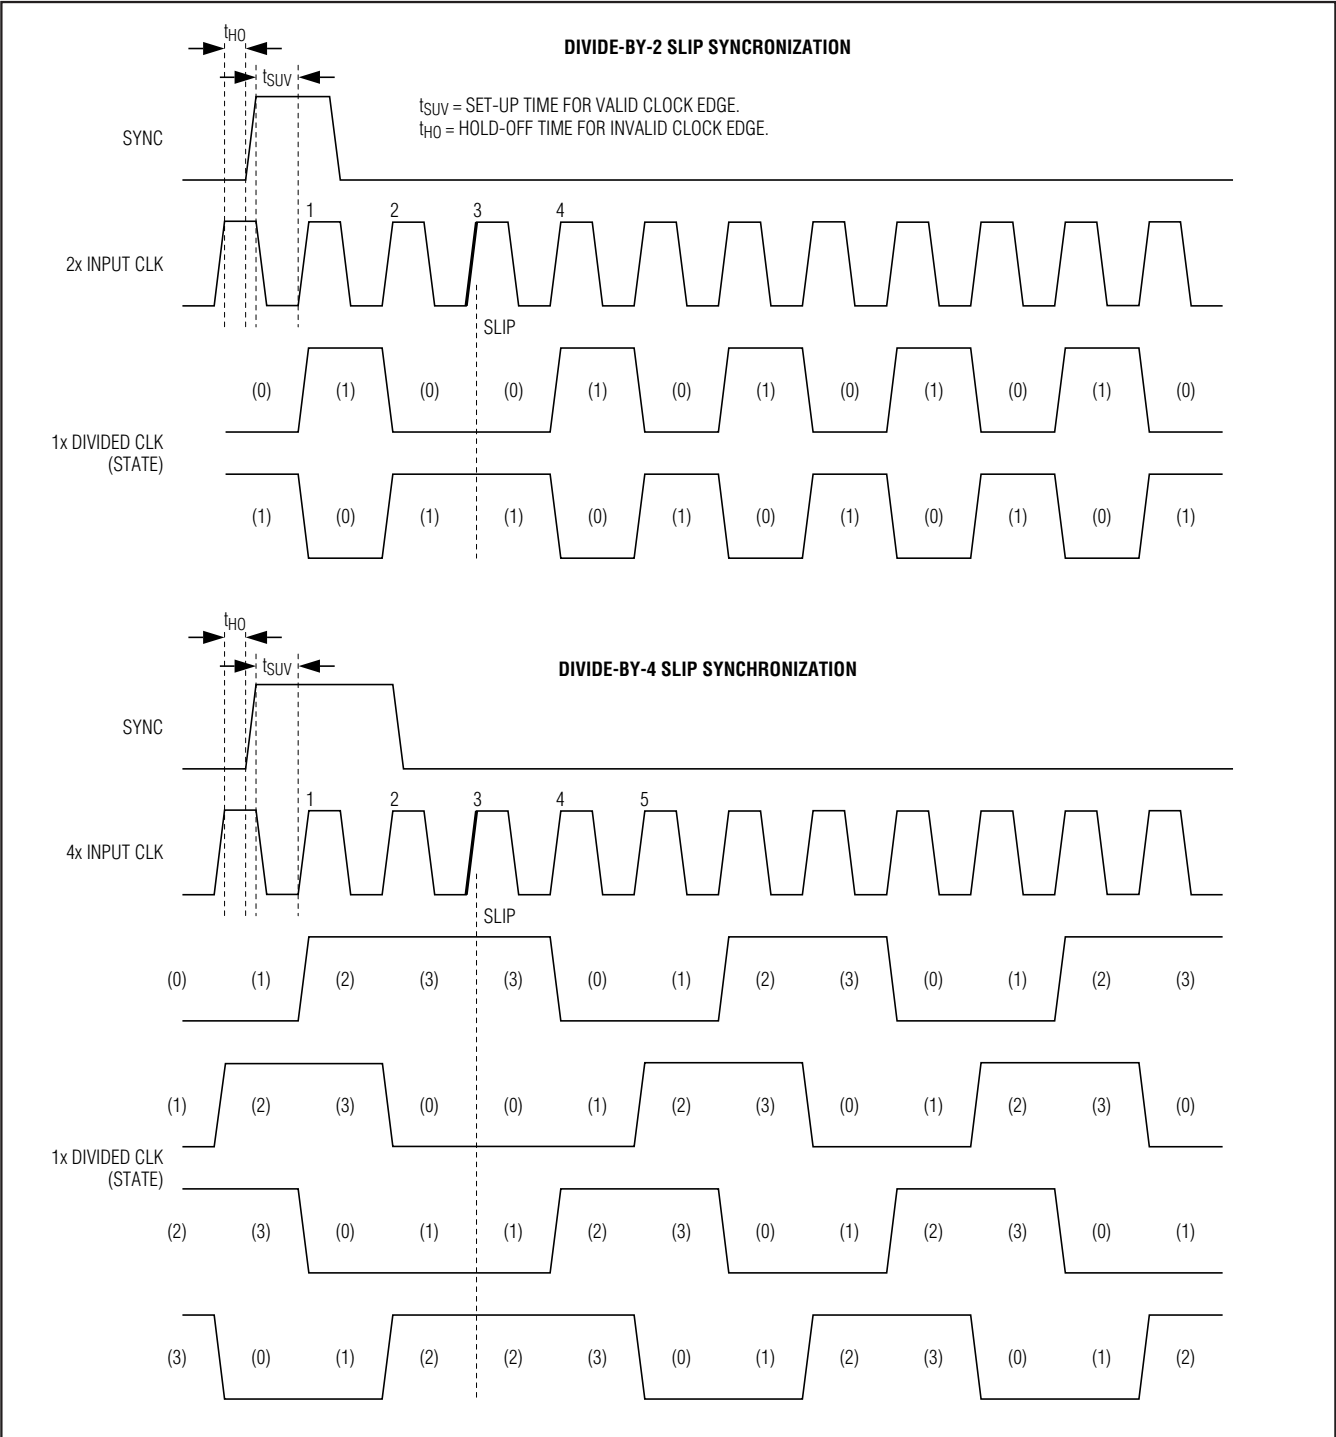 tHO
DIVIDE-BY-2 SLIP SYNCRONIZATION
tSUV
tSUV = SET-UP TIME FOR VALID CLOCK EDGE.
tHO = HOLD-OFF TIME FOR INVALID CLOCK EDGE.
SYNC
1 2 3 4
2x INPUT CLK
SLIP
(0) (1) (0) (0) (1) (0) (1) (0) (1) (0) (1) (0)
1x DIVIDED CLK
(STATE)
(1) (0) (1) (1) (0) (1) (0) (1) (0) (1) (0) (1)
tHO
tSUV
DIVIDE-BY-4 SLIP SYNCHRONIZATION
SYNC
1 2 3 4 5
4x INPUT CLK
SLIP
(0) (1) (2) (3) (3) (0) (1) (2) (3) (0) (1) (2) (3)
(1) (2) (3) (0) (0) (1) (2) (3) (0) (1) (2) (3) (0)
1x DIVIDED CLK
(STATE)
(2) (3) (0) (1) (1) (2) (3) (0) (1) (2) (3) (0) (1)
(3) (0) (1) (2) (2) (3) (0) (1) (2) (3) (0) (1) (2)